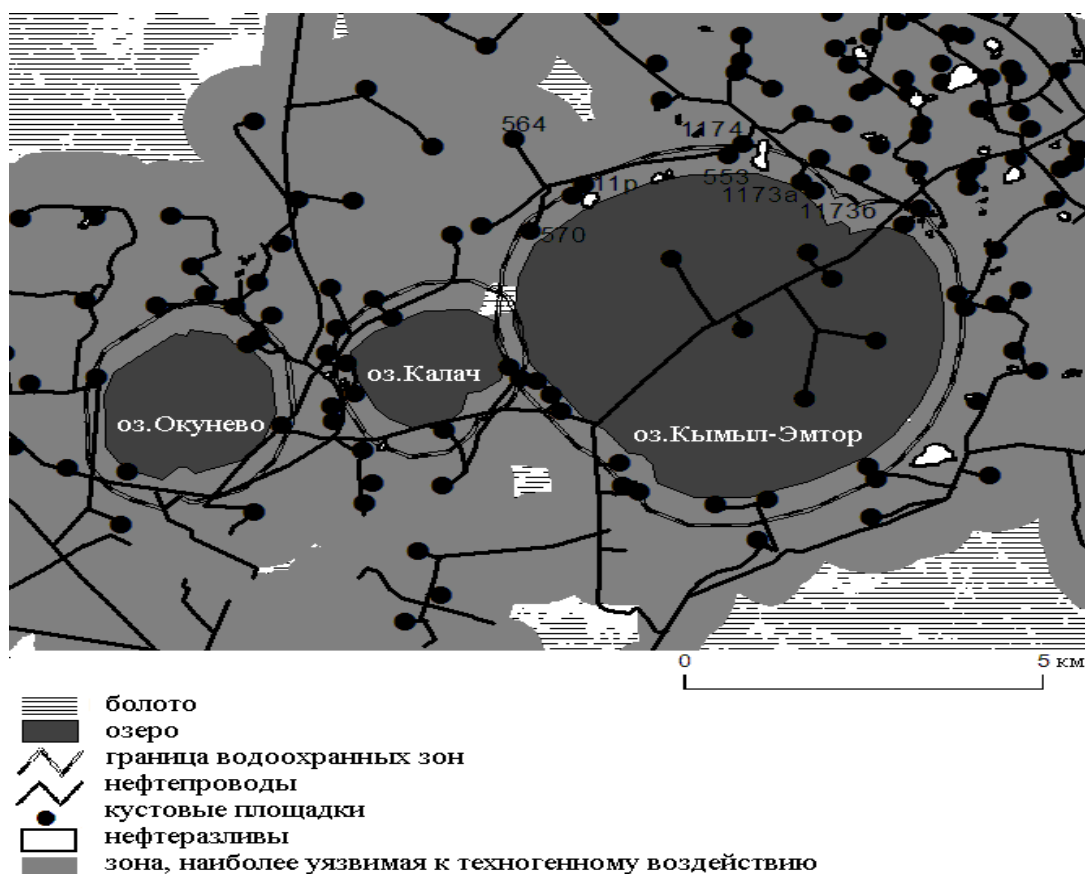 564
1174
553
11р
1173а
1173б
570
оз.Калач
оз.Окунево
оз.Кымыл-Эмтор
0
5 км
болото
озеро
граница водоохранных зон
нефтепроводы
кустовые площадки
нефтеразливы
зона, наиболее уязвимая к техногенному воздействию